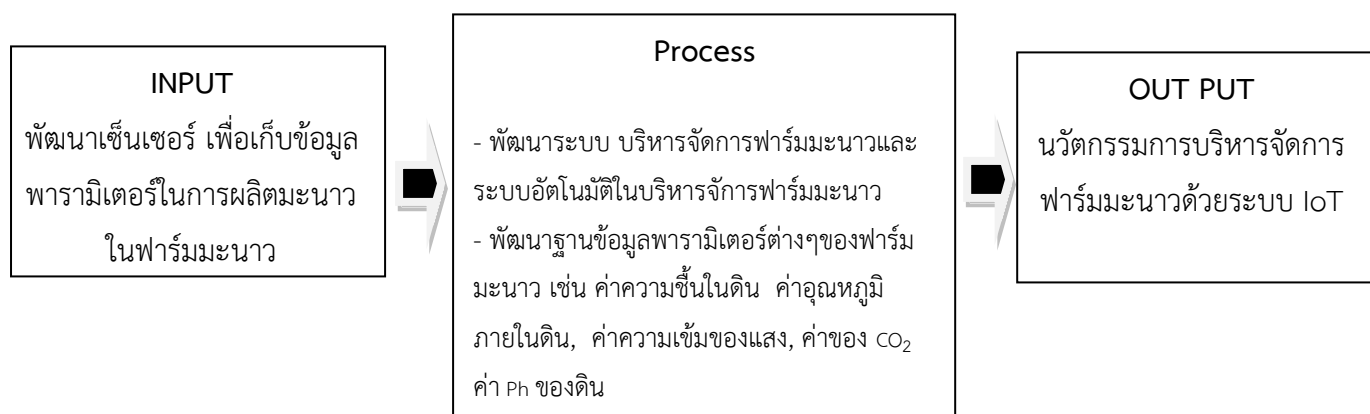 INPUT
พัฒนาเซ็นเซอร์ เพื่อเก็บข้อมูล
พารามิเตอร์ในการผลิตมะนาว
ในฟาร์มมะนาว
Process
- พัฒนาระบบ บริหารจัดการฟาร์มมะนาวและ
ระบบอัตโนมัติในบริหารจัการฟาร์มมะนาว
- พัฒนาฐานข้อมูลพารามิเตอร์ต่างๆของฟาร์ม
มะนาว เช่น ค่าความชื้นในดิน ค่าอุณหภูมิ
ภายในดิน, ค่าความเข้มของแสง, ค่าของ CO₂
ค่า Ph ของดิน
OUT PUT
นวัตกรรมการบริหารจัดการ
ฟาร์มมะนาวด้วยระบบ IoT